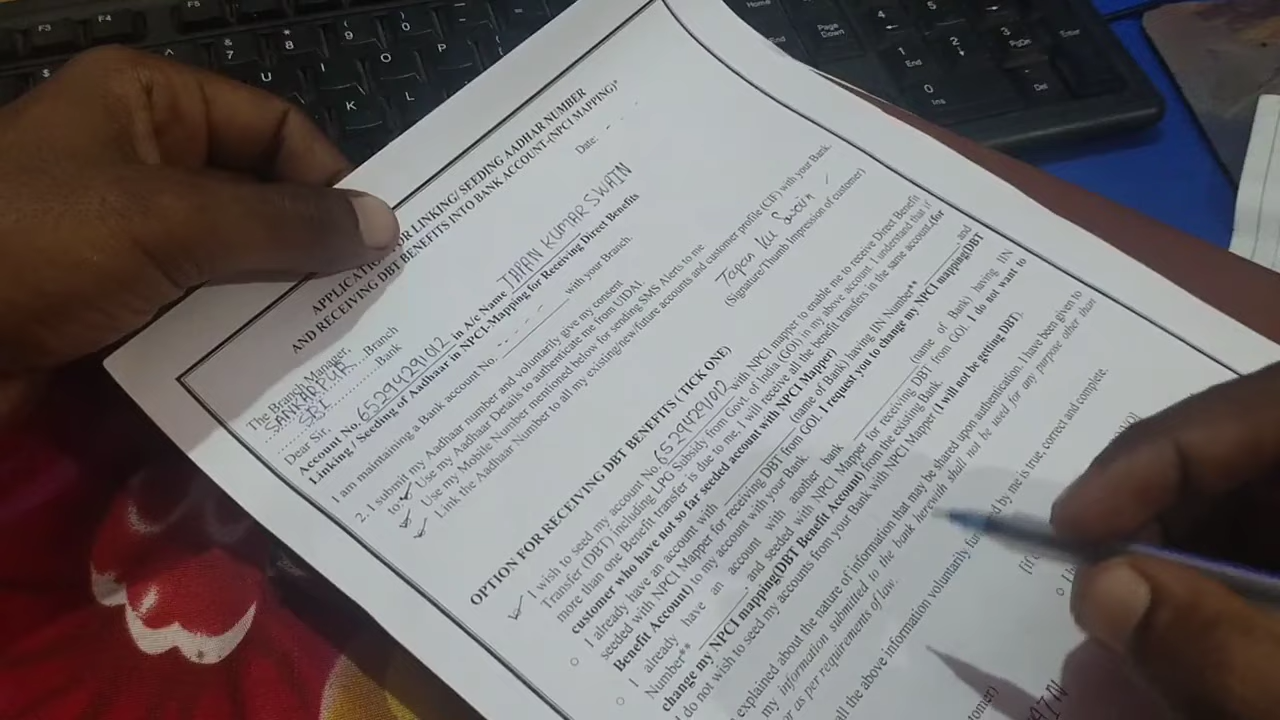 APPLICATION FOR LINKING/ SEEDING AADHAR NUMBER
AND RECEIVING DBT BENEFITS INTO BANK ACCOUNT-(NPCI MAPPING)*
Date:
The Branch Manager,
SANKARPUR Branch
SBI Bank
Dear Sir,
Account No. 65294291012 in A/c Name TAPAN KUMAR SWAIN
Linking / Seeding of Adhaar in NPCI-Mapping for Receiving Direct Benefits
I am maintaining a Bank account No. with your Branch.
2. I submit my Aadhaar number and voluntarily give my consent
to:
Use my Aadhaar Details to authenticate me from UIDAI.
Use my Mobile Number mentioned below for sending SMS Alerts to me
Link the Aadhaar Number to all my existing/new/future accounts and customer profile (CIF) with your Bank.
Tapan Ku Swain
(Signature/Thumb Impression of customer)
OPTION FOR RECEIVING DBT BENEFITS (TICK ONE)
I wish to seed my account No. with NPCI mapper to enable me to receive Direct Benefit
Transfer (DBT) including LPG Subsidy from Govt. of India (GOI) in my above account. I understand that if
more than one Benefit transfer is due to me, I will receive all the benefit transfers in the same account.(for
customer who have not so far seeded account with NPCI Mapper)
I already have an account with (name of Bank) having IIN Number** and
seeded with NPCI Mapper for receiving DBT from GOI. I request you to change my NPCI mapping(DBT
Benefit Account) to my account with your Bank.
I already have an account with another bank (name of Bank) having IIN
Number** and seeded with NPCI Mapper for receiving DBT from GOI. I do not want to
change my NPCI mapping(DBT Benefit Account) from the existing Bank.
I do not wish to seed my accounts from your Bank with NPCI Mapper (I will not be getting DBT).
explained about the nature of information that may be shared upon authentication. I have been given to
my information submitted to the bank herewith shall not be used for any purpose other
or as per requirements of law.
all the above information voluntarily by me is true, correct and complete.